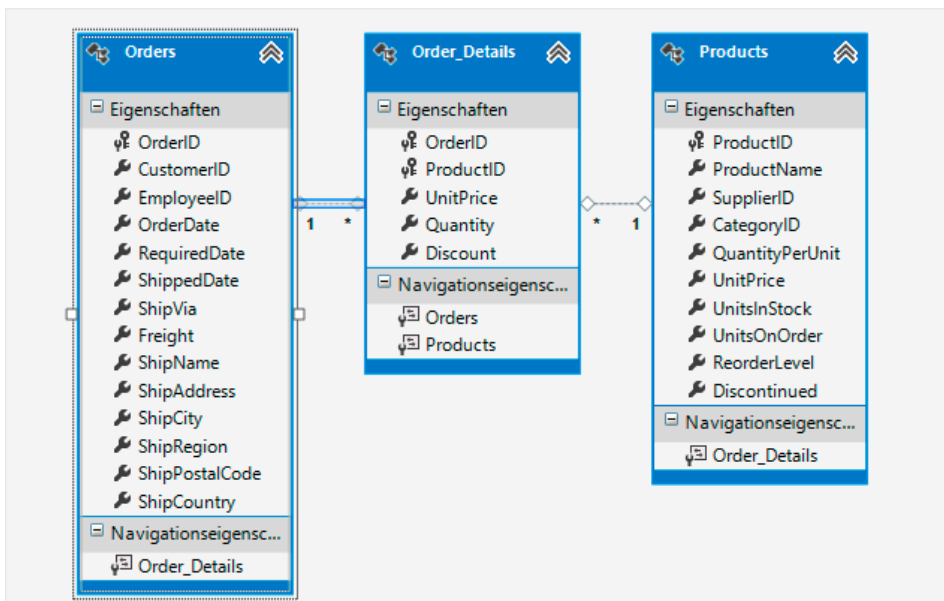 Orders
Eigenschaften
OrderID
CustomerID
EmployeeID
OrderDate
RequiredDate
ShippedDate
ShipVia
Freight
ShipName
ShipAddress
ShipCity
ShipRegion
ShipPostalCode
ShipCountry
Navigationseigensc...
Order_Details
1 *
Order_Details
Eigenschaften
OrderID
ProductID
UnitPrice
Quantity
Discount
Navigationseigensc...
Orders
Products
* 1
Products
Eigenschaften
ProductID
ProductName
SupplierID
CategoryID
QuantityPerUnit
UnitPrice
UnitsInStock
UnitsOnOrder
ReorderLevel
Discontinued
Navigationseigensc...
Order_Details